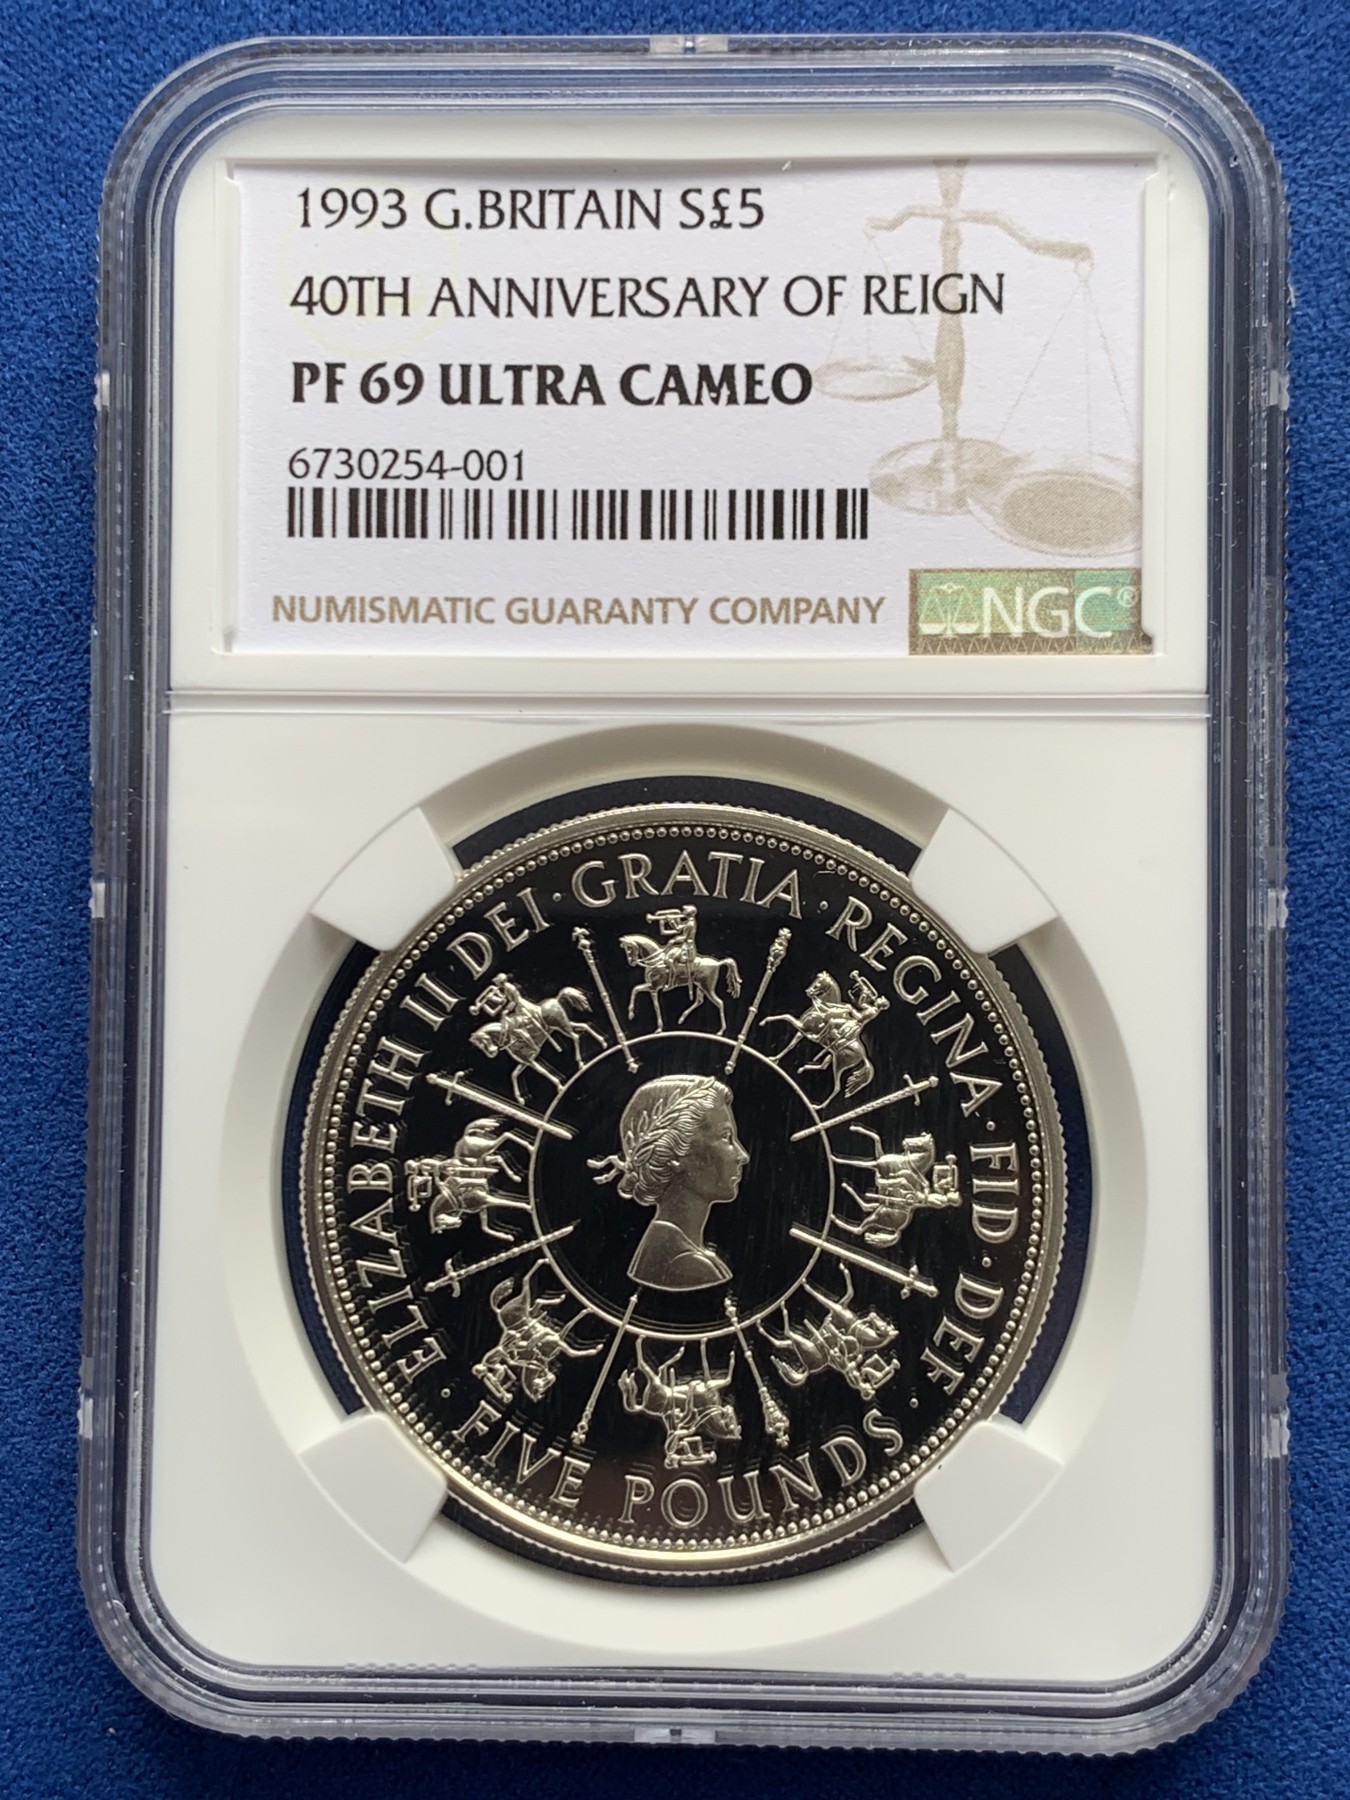 1993 G.BRITAIN S£5
40TH ANNIVERSARY OF REIGN
PF 69 ULTRA CAMEO
6730254-001
NUMISMATIC GUARANTY COMPANY
NGC®
· ELIZABETH II DEI · GRATIA · REGINA · FID · DEF ·
FIVE POUNDS